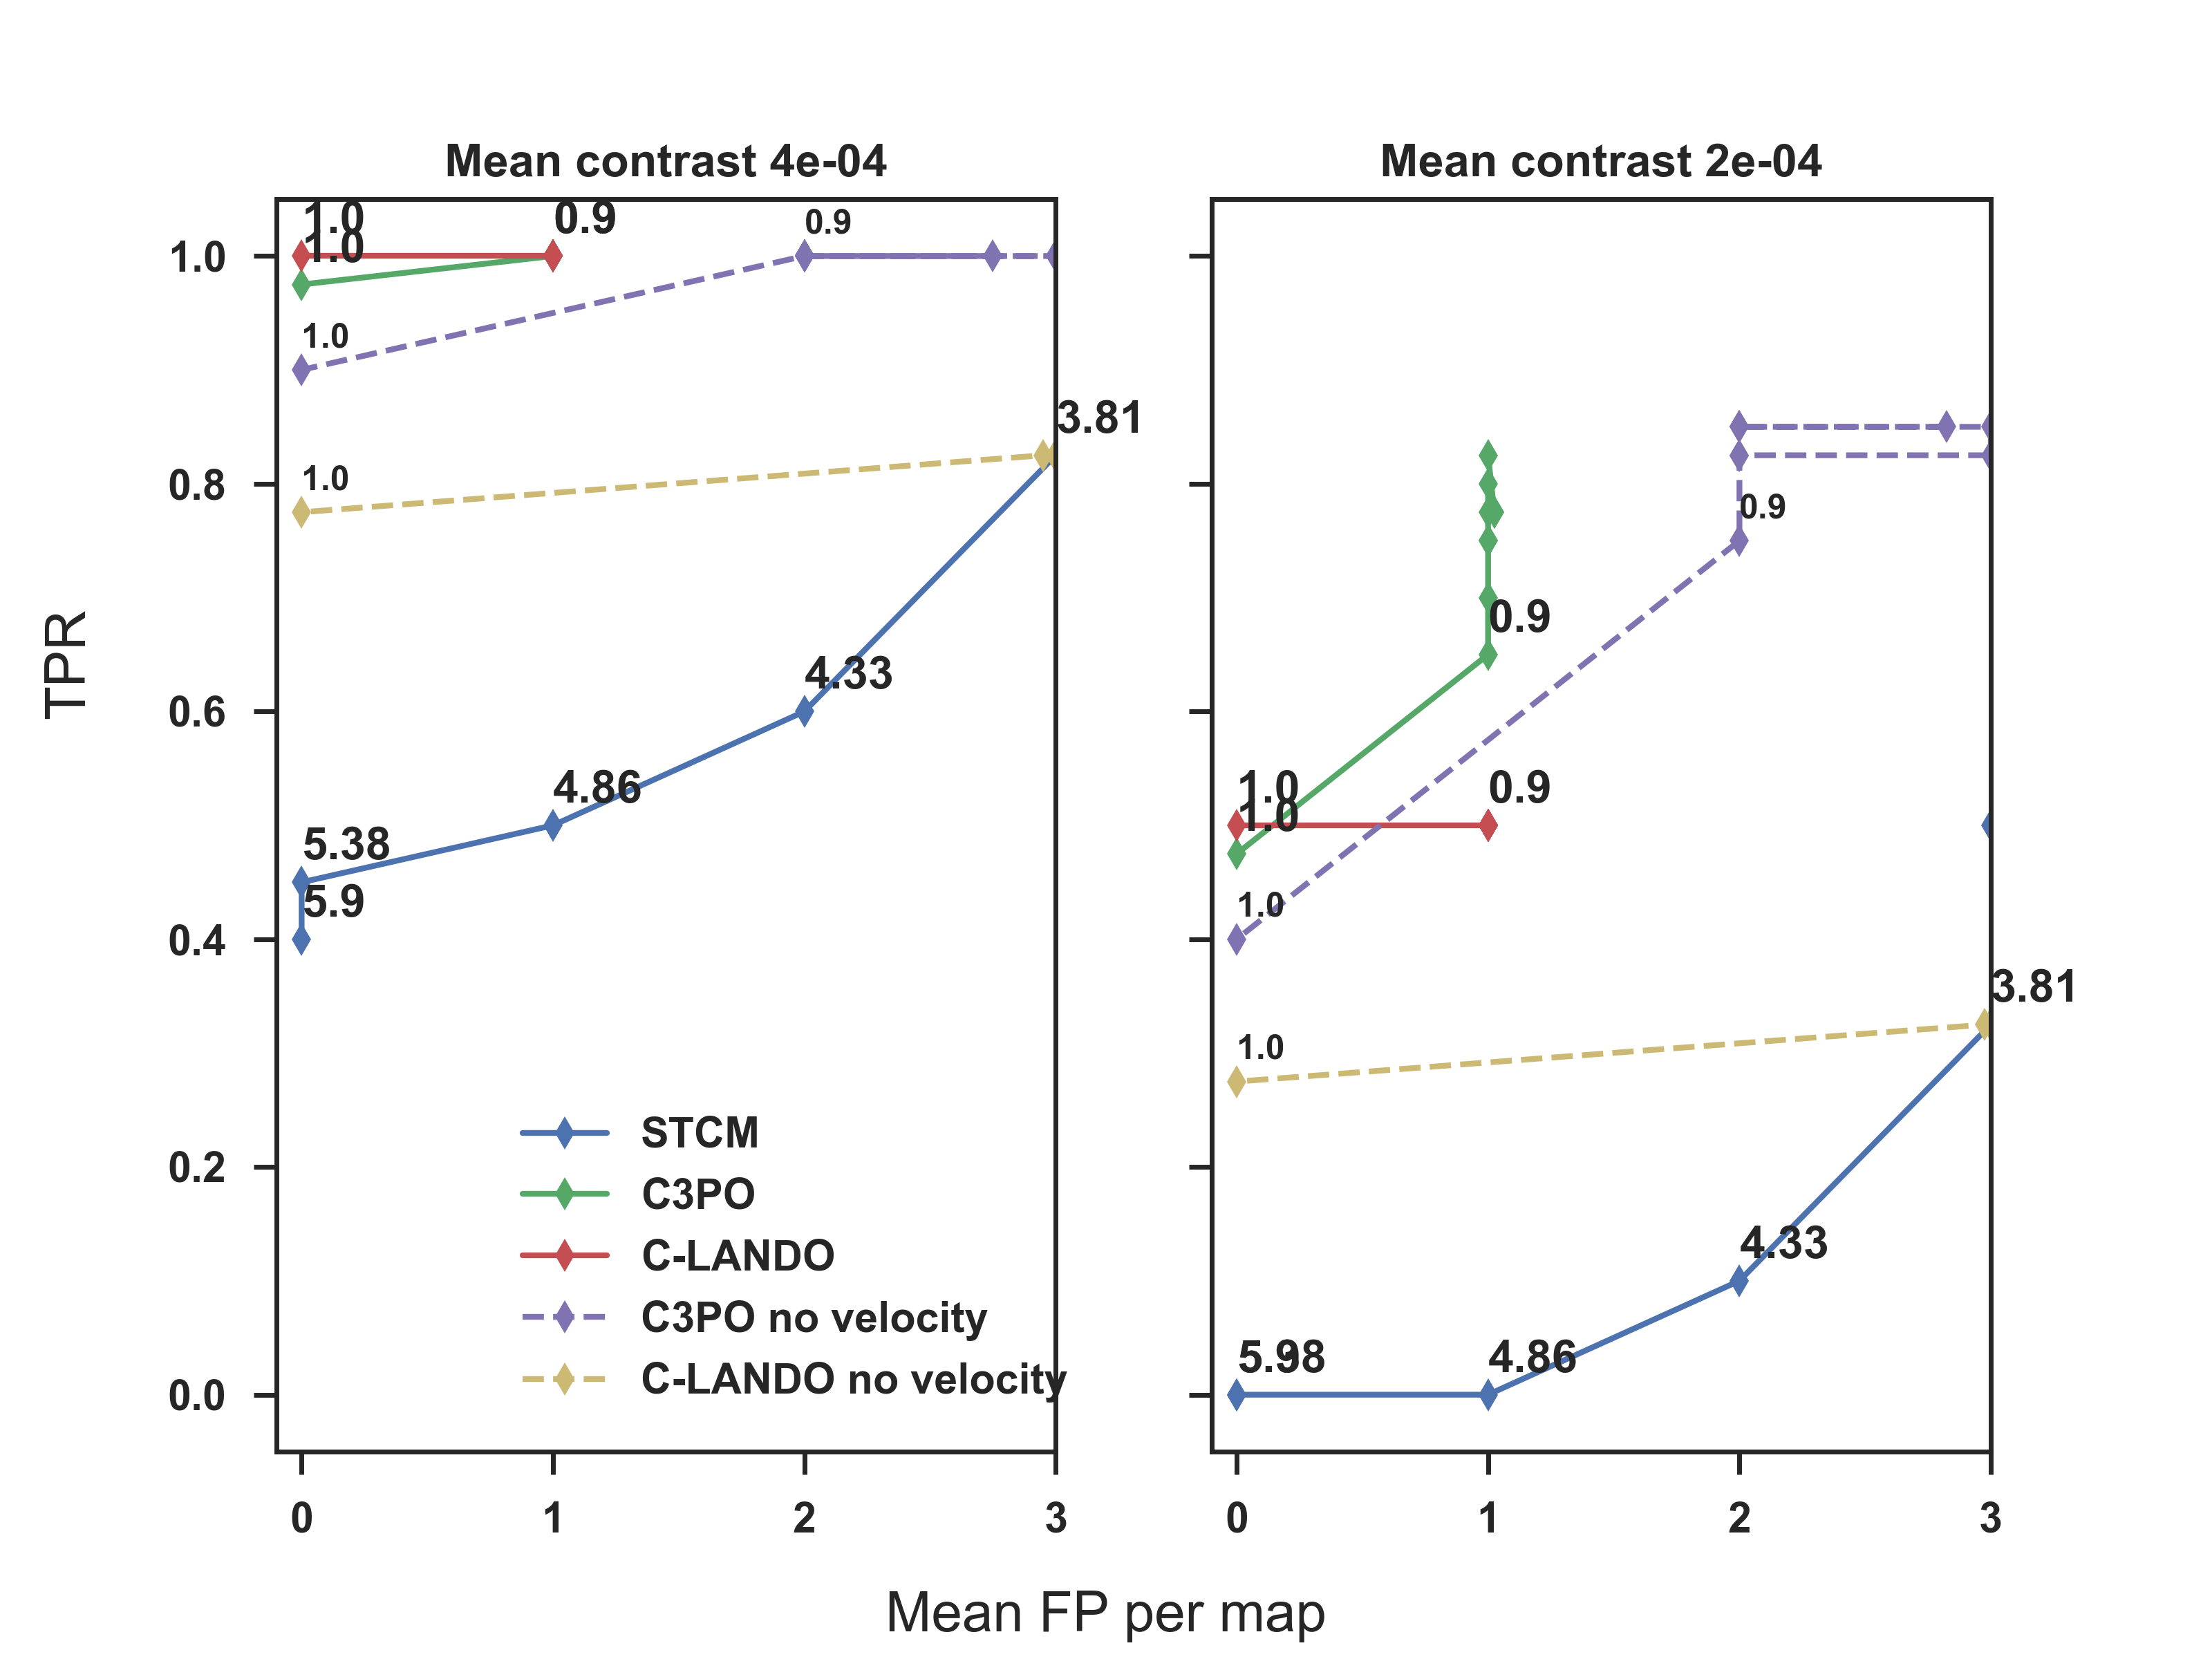 Mean contrast 4e-04
Mean contrast 2e-04
TPR
1.0
0.8
0.6
0.4
0.2
0.0
1.0
1.0
0.9
0.9
1.0
1.0
3.81
4.33
4.86
5.38
5.9
STCM
C3PO
C-LANDO
C3PO no velocity
C-LANDO no velocity
0 1 2 3
0.9
0.9
1.0
1.0
0.9
1.0
1.0
3.81
4.33
4.86
0 1 2 3
Mean FP per map